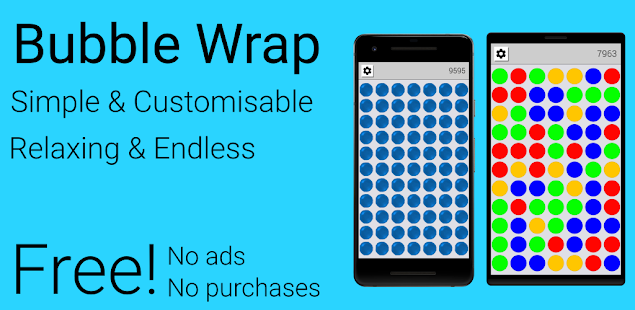 Bubble Wrap
Simple & Customisable
Relaxing & Endless
Free!
No ads
No purchases
9595
7963